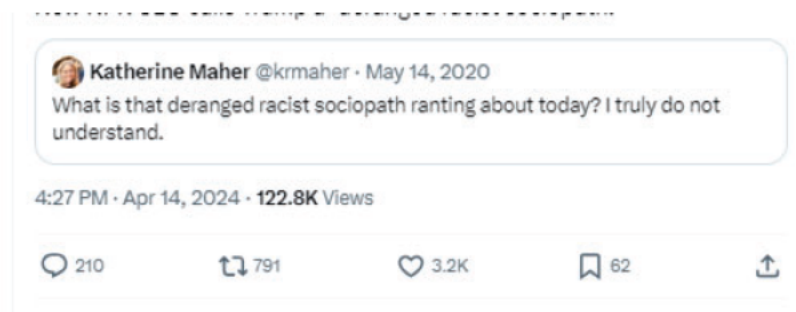 Katherine Maher @krmaher · May 14, 2020
What is that deranged racist sociopath ranting about today? I truly do not
understand.
4:27 PM · Apr 14, 2024 · 122.8K Views
210 791 3.2K 62